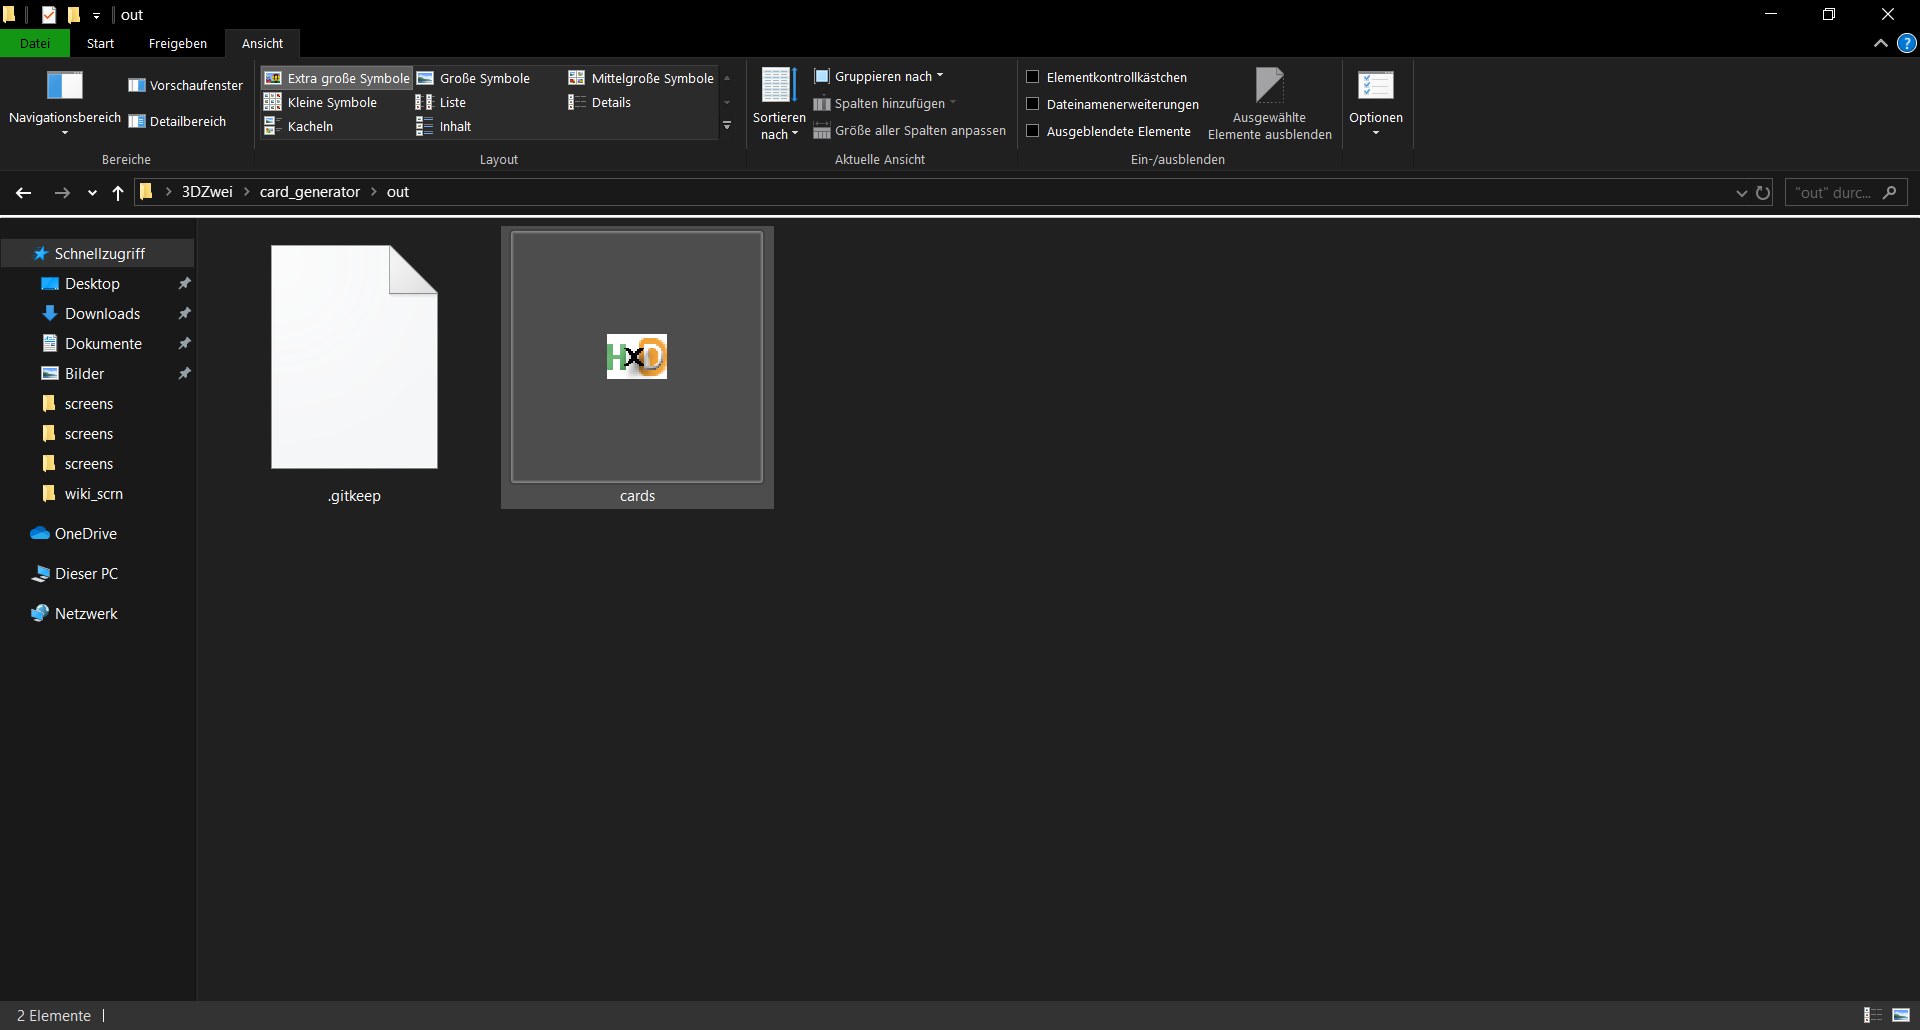 out
Datei
Start
Freigeben
Ansicht
?
Navigationsbereich
Vorschaufenster
Detailbereich
Bereiche
Extra große Symbole
Große Symbole
Mittelgroße Symbole
Kleine Symbole
Liste
Details
Kacheln
Inhalt
Layout
Sortieren
nach
Gruppieren nach
Spalten hinzufügen
Größe aller Spalten anpassen
Aktuelle Ansicht
Elementkontrollkästchen
Dateinamenerweiterungen
Ausgeblendete Elemente
Ausgewählte
Elemente ausblenden
Ein-/ausblenden
Optionen
3DZwei
card_generator
out
"out" durc...
Schnellzugriff
Desktop
Downloads
Dokumente
Bilder
screens
screens
screens
wiki_scrn
OneDrive
Dieser PC
Netzwerk
.gitkeep
HxD
cards
2 Elemente